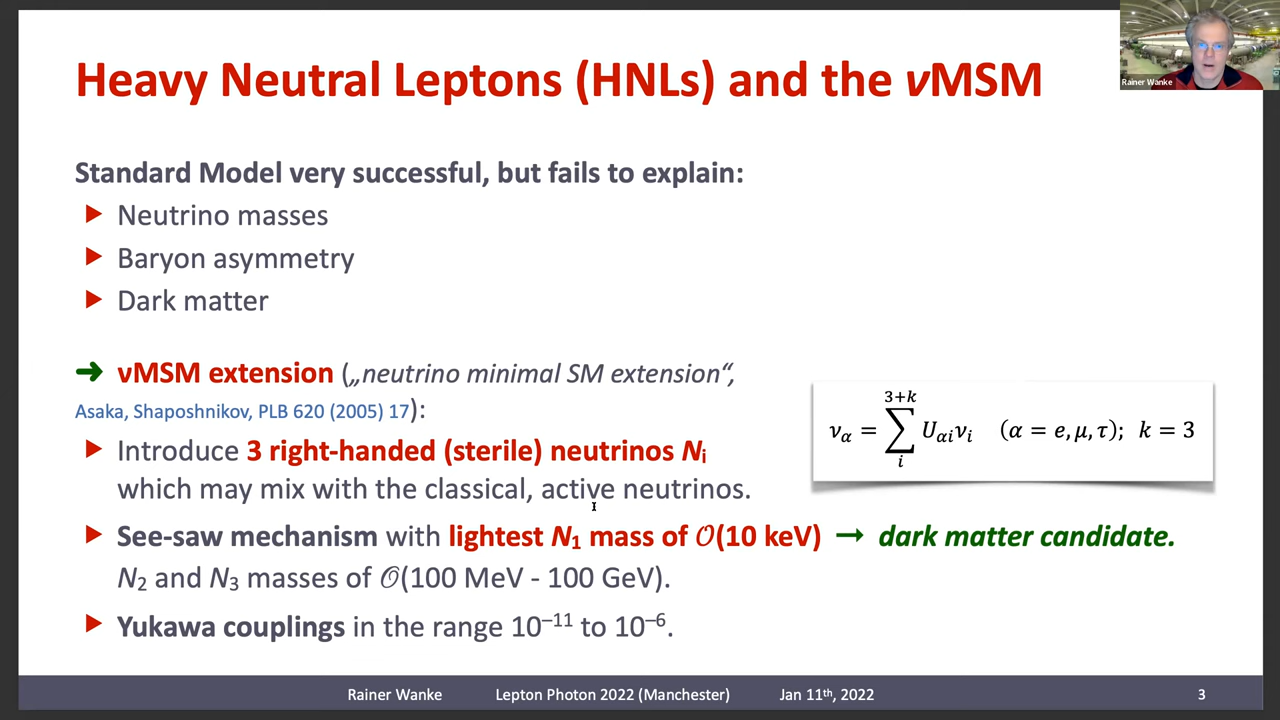 Heavy Neutral Leptons (HNLs) and the νMSM
Rainer Wanke
Standard Model very successful, but fails to explain:
Neutrino masses
Baryon asymmetry
Dark matter
➜ νMSM extension („neutrino minimal SM extension“,
Asaka, Shaposhnikov, PLB 620 (2005) 17):
Introduce 3 right-handed (sterile) neutrinos Nᵢ
which may mix with the classical, active neutrinos.
ν_α = ∑_i^{3+k} U_{αi}ν_i (α = e, μ, τ); k = 3
See-saw mechanism with lightest N₁ mass of 𝒪(10 keV) → dark matter candidate.
N₂ and N₃ masses of 𝒪(100 MeV - 100 GeV).
Yukawa couplings in the range 10⁻¹¹ to 10⁻⁶.
Rainer Wanke Lepton Photon 2022 (Manchester) Jan 11th, 2022 3